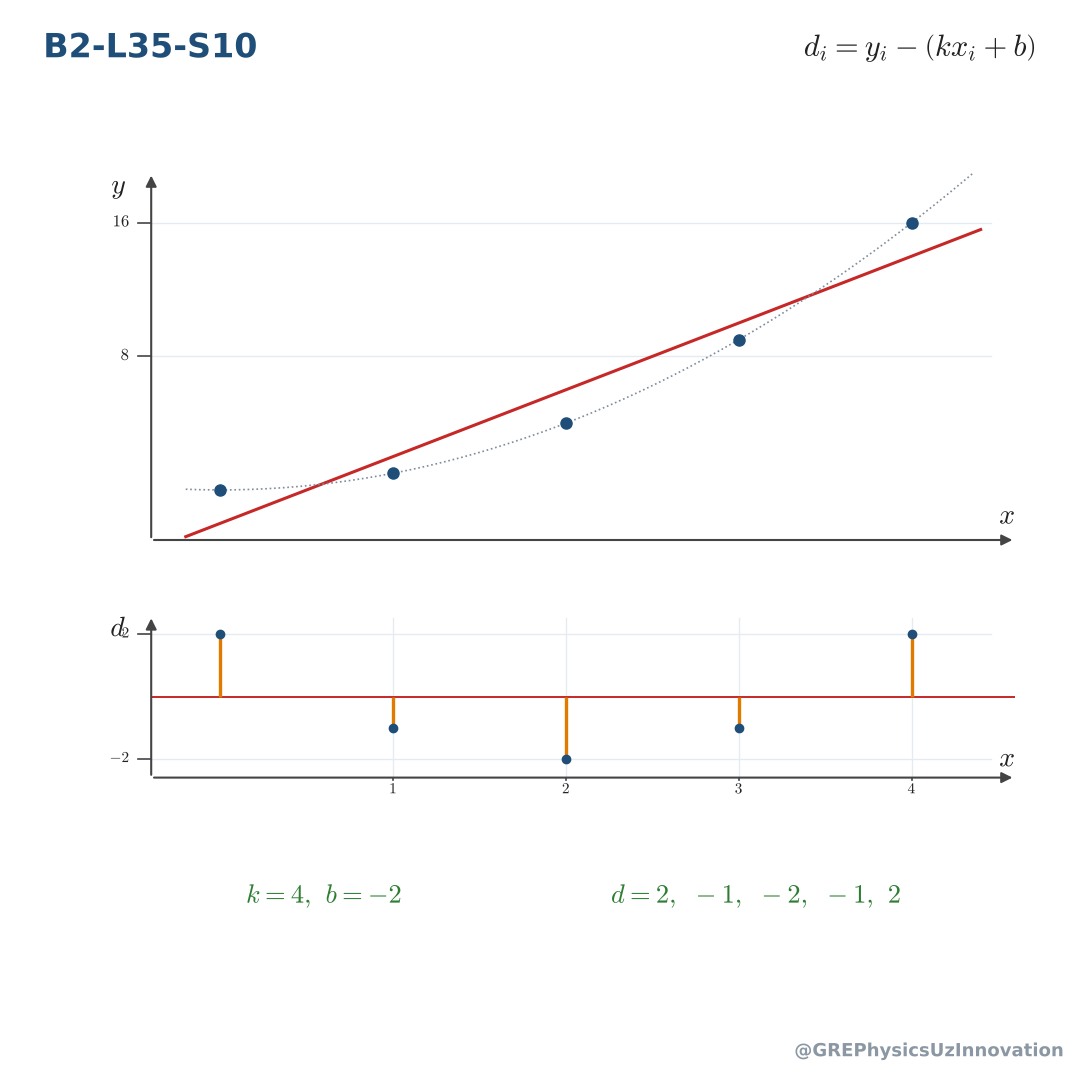 B2-L35-S10
d_i = y_i − (kx_i + b)
y
16
8
x
d
2
−2
x
1 2 3 4
k = 4, b = −2
d = 2, −1, −2, −1, 2
@GREPhysicsUzInnovation